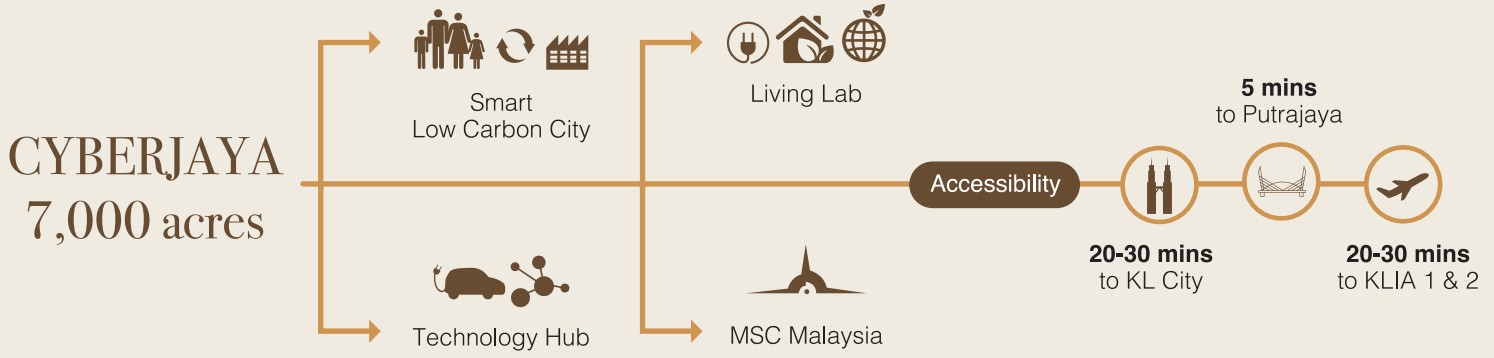 CYBERJAYA
7,000 acres
Smart
Low Carbon City
Technology Hub
Living Lab
MSC Malaysia
Accessibility
20-30 mins
to KL City
5 mins
to Putrajaya
20-30 mins
to KLIA 1 & 2